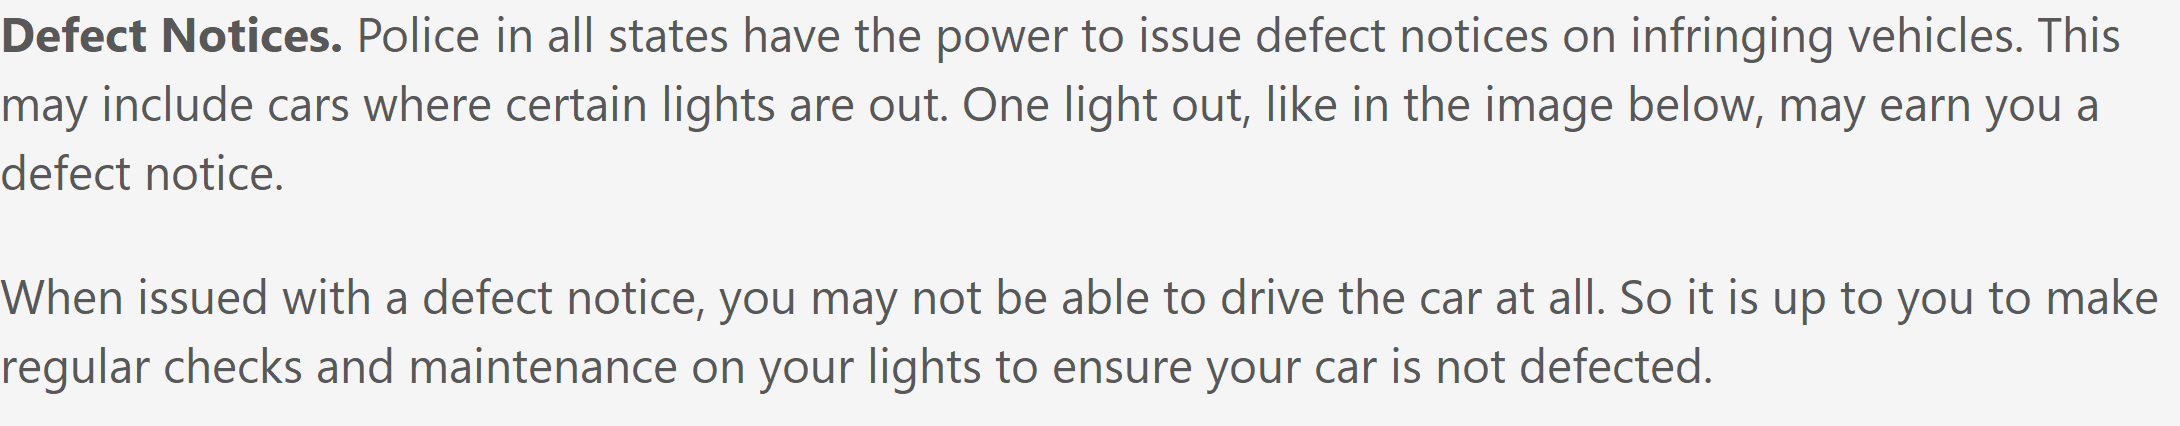 Defect Notices. Police in all states have the power to issue defect notices on infringing vehicles. This
may include cars where certain lights are out. One light out, like in the image below, may earn you a
defect notice.
When issued with a defect notice, you may not be able to drive the car at all. So it is up to you to make
regular checks and maintenance on your lights to ensure your car is not defected.